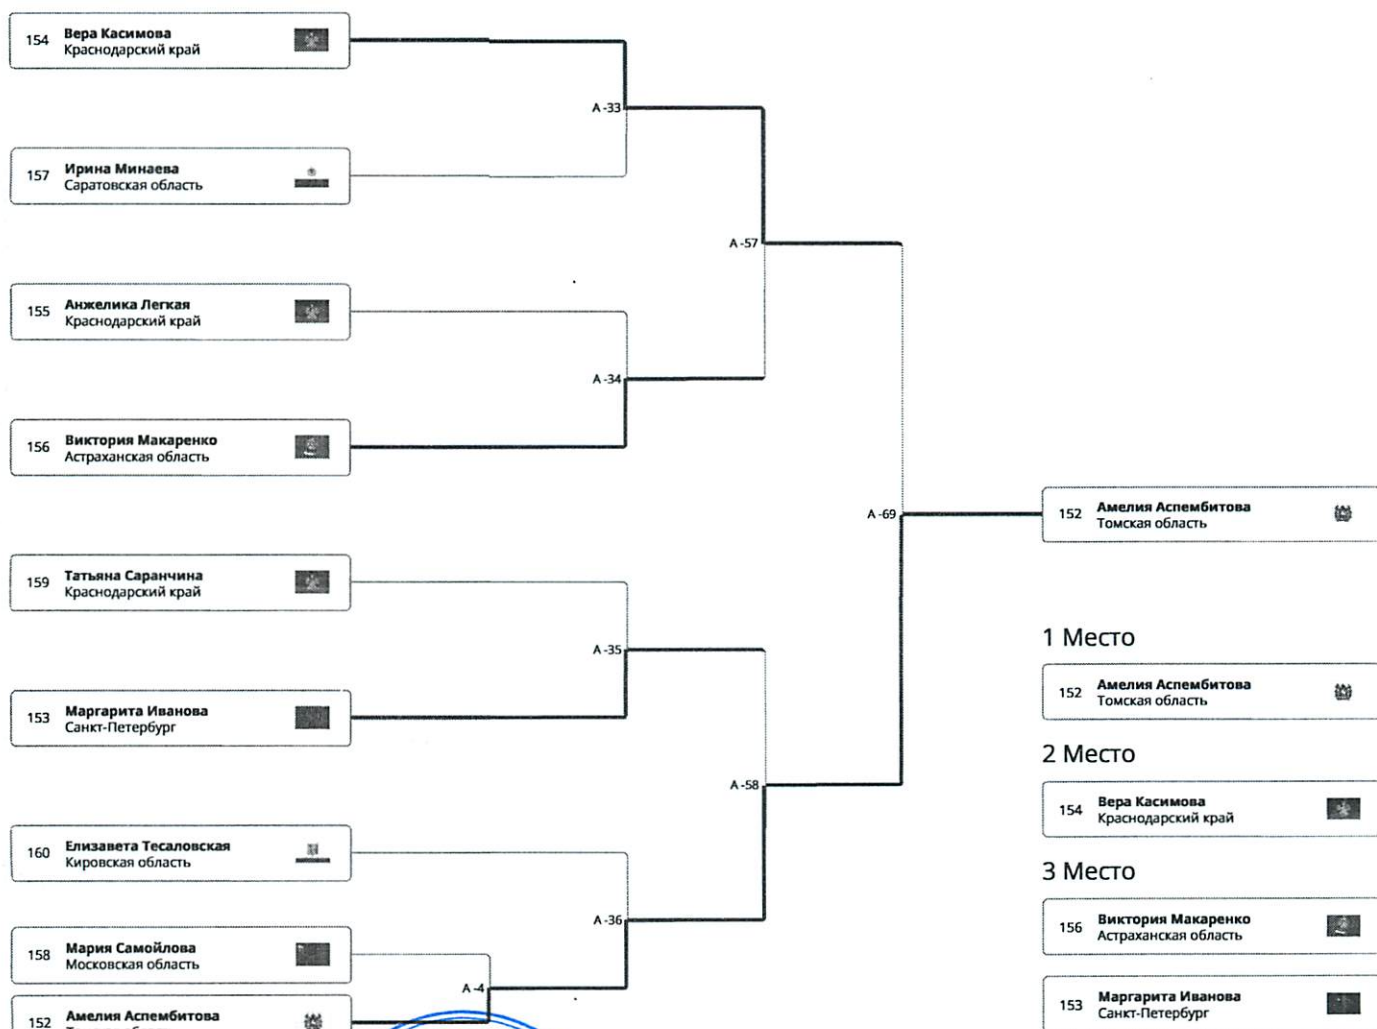 154 Вера Касимова
Краснодарский край
A -33
157 Ирина Минаева
Саратовская область
A -57
155 Анжелика Легкая
Краснодарский край
A -34
156 Виктория Макаренко
Астраханская область
A -69
152 Амелия Аспембитова
Томская область
159 Татьяна Саранчина
Краснодарский край
A -35
153 Маргарита Иванова
Санкт-Петербург
A -58
160 Елизавета Тесаловская
Кировская область
A -36
158 Мария Самойлова
Московская область
A -4
152 Амелия Аспембитова
1 Место
152 Амелия Аспембитова
Томская область
2 Место
154 Вера Касимова
Краснодарский край
3 Место
156 Виктория Макаренко
Астраханская область
153 Маргарита Иванова
Санкт-Петербург